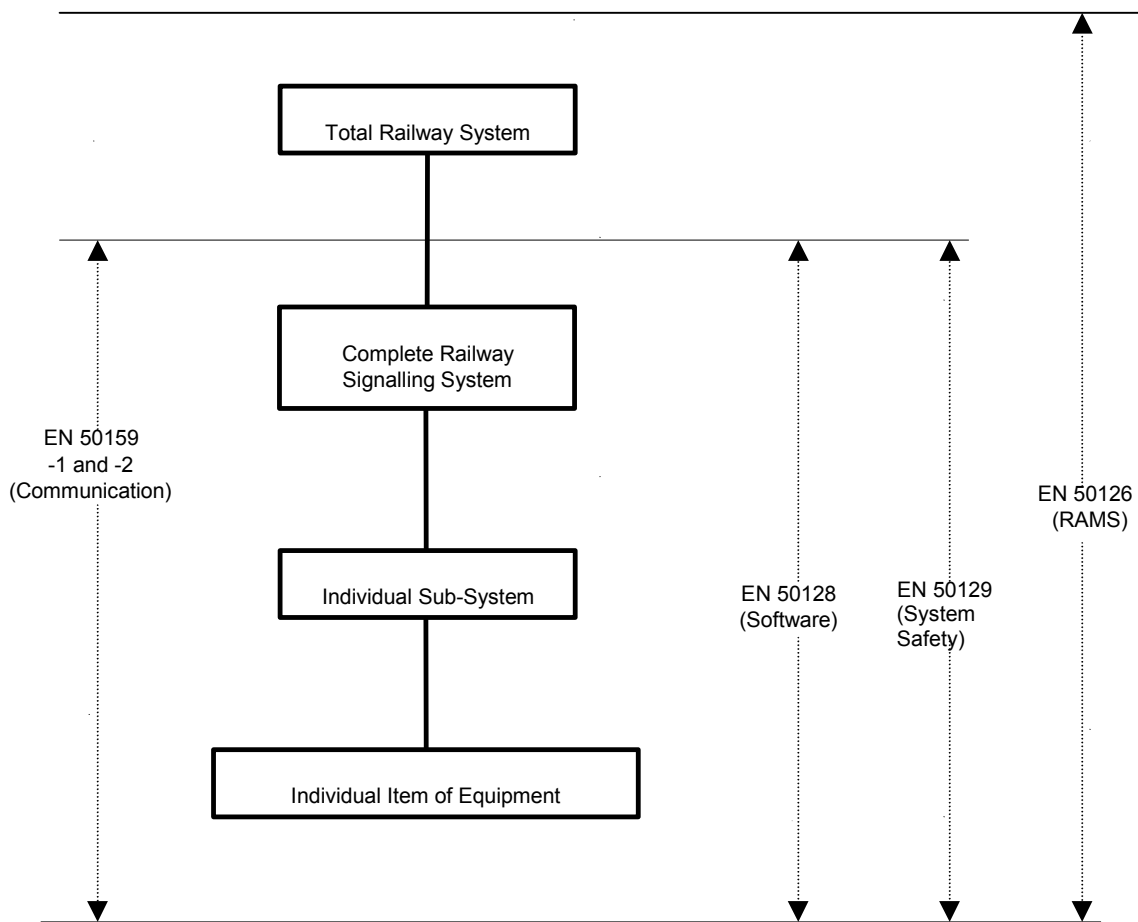 Total Railway System
Complete Railway
Signalling System
EN 50159
-1 and -2
(Communication)
EN 50126
(RAMS)
Individual Sub-System
EN 50128
(Software)
EN 50129
(System
Safety)
Individual Item of Equipment